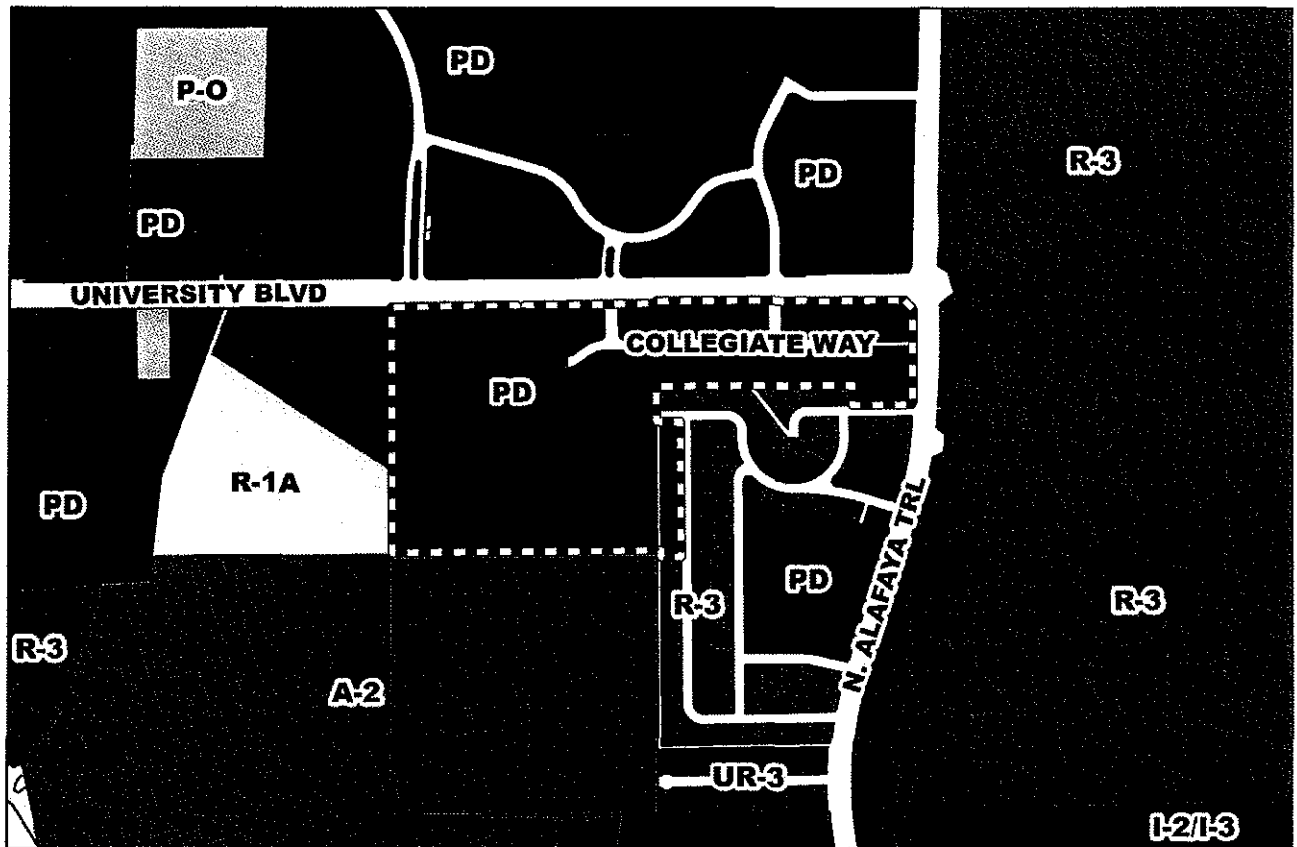 PD
P-O
R-3
PD
PD
UNIVERSITY BLVD
COLLEGIATE WAY
PD
R-1A
PD
N. ALAFAYA TRL
PD
R-3
R-3
R-3
A-2
UR-3
I-2/I-3